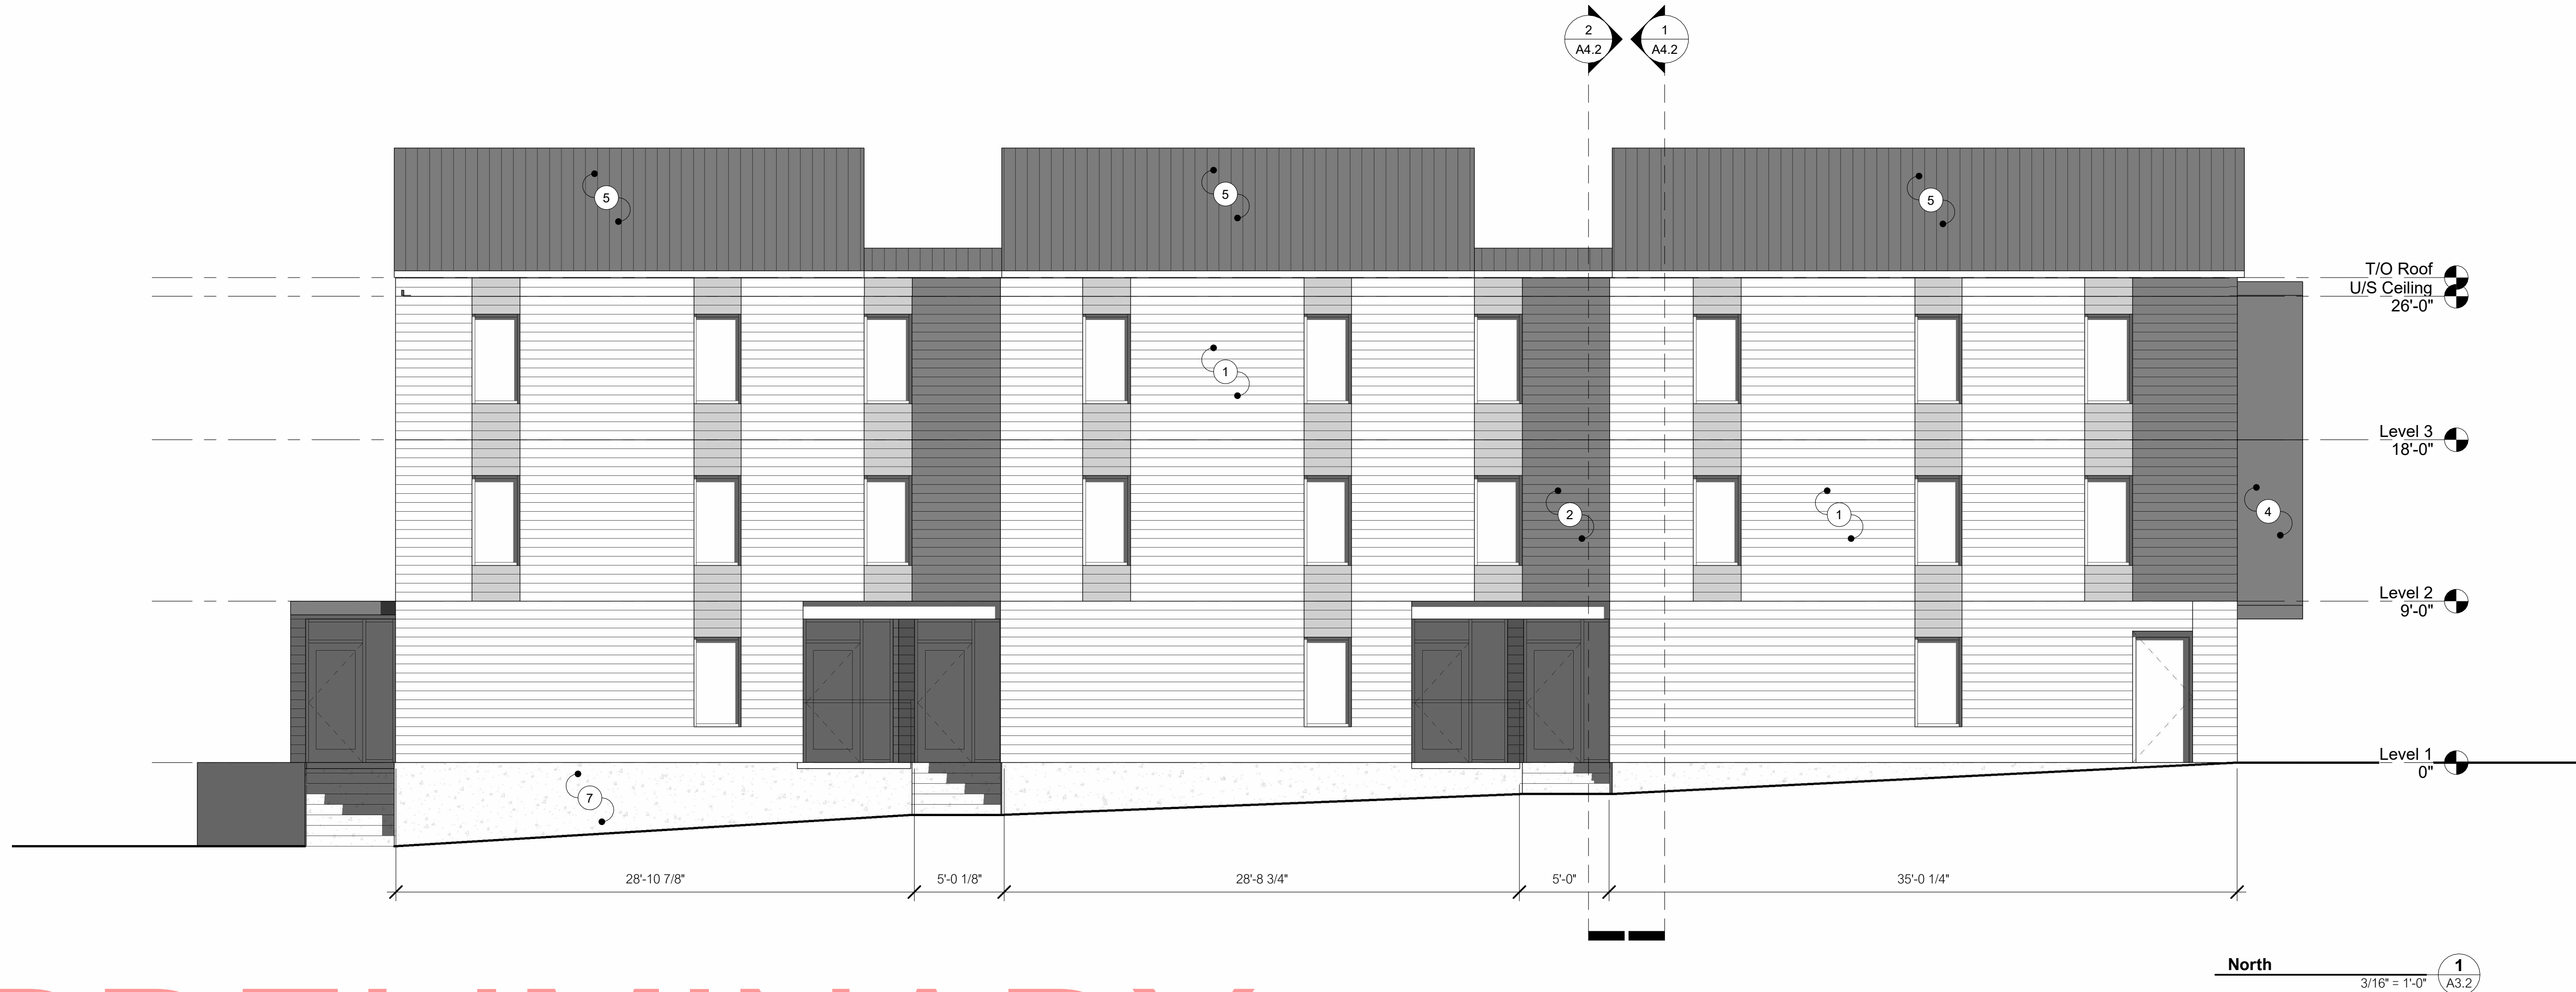 2 1
A4.2 A4.2
5 5 5
T/O Roof
U/S Ceiling
26'-0"
1
Level 3
18'-0"
2 1 4
Level 2
9'-0"
Level 1
0"
7
28'-10 7/8" 5'-0 1/8" 28'-8 3/4" 5'-0" 35'-0 1/4"
North 1
3/16" = 1'-0" A3.2
PRELIMINARY